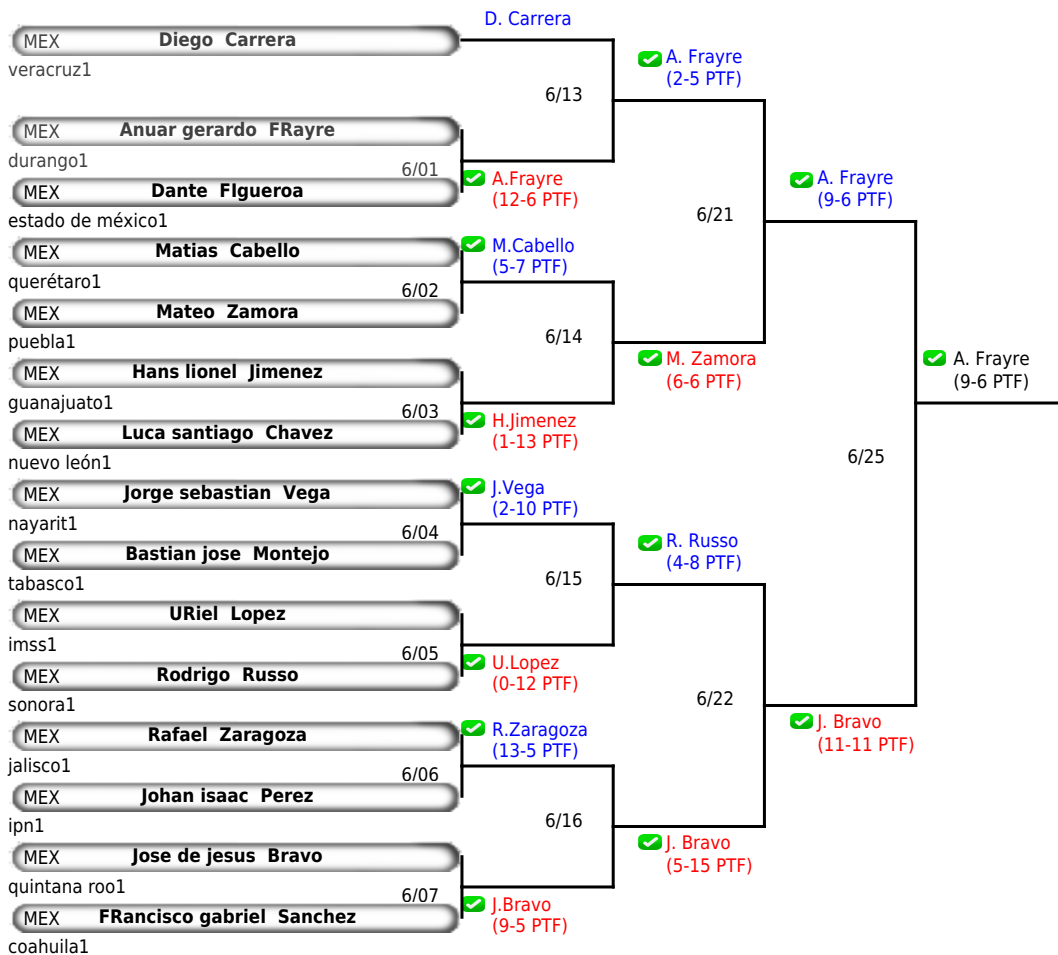 D. Carrera
MEX Diego Carrera
veracruz1
A. Frayre
(2-5 PTF)
6/13
MEX Anuar gerardo FRayre
durango1
6/01
A.Frayre
(12-6 PTF)
MEX Dante FIgueroa
estado de méxico1
A. Frayre
(9-6 PTF)
6/21
MEX Matias Cabello
querétaro1
M.Cabello
(5-7 PTF)
6/02
MEX Mateo Zamora
puebla1
6/14
M. Zamora
(6-6 PTF)
A. Frayre
(9-6 PTF)
MEX Hans lionel Jimenez
guanajuato1
6/03
H.Jimenez
(1-13 PTF)
MEX Luca santiago Chavez
nuevo león1
6/25
MEX Jorge sebastian Vega
nayarit1
J.Vega
(2-10 PTF)
6/04
MEX Bastian jose Montejo
tabasco1
R. Russo
(4-8 PTF)
6/15
MEX URiel Lopez
imss1
6/05
U.Lopez
(0-12 PTF)
MEX Rodrigo Russo
sonora1
6/22
J. Bravo
(11-11 PTF)
MEX Rafael Zaragoza
jalisco1
R.Zaragoza
(13-5 PTF)
6/06
MEX Johan isaac Perez
ipn1
6/16
J. Bravo
(5-15 PTF)
MEX Jose de jesus Bravo
quintana roo1
6/07
J.Bravo
(9-5 PTF)
MEX FRancisco gabriel Sanchez
coahuila1